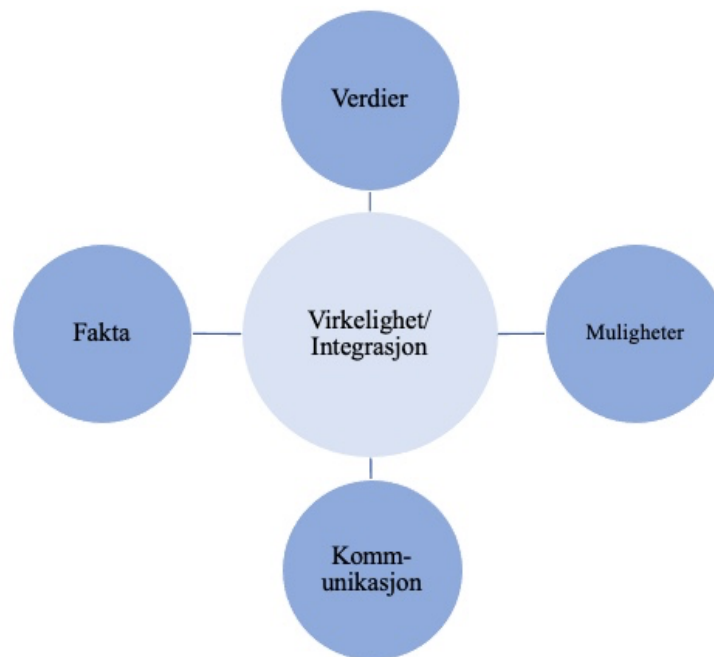 Verdier
Fakta
Virkelighet/
Integrasjon
Muligheter
Komm-
unikasjon